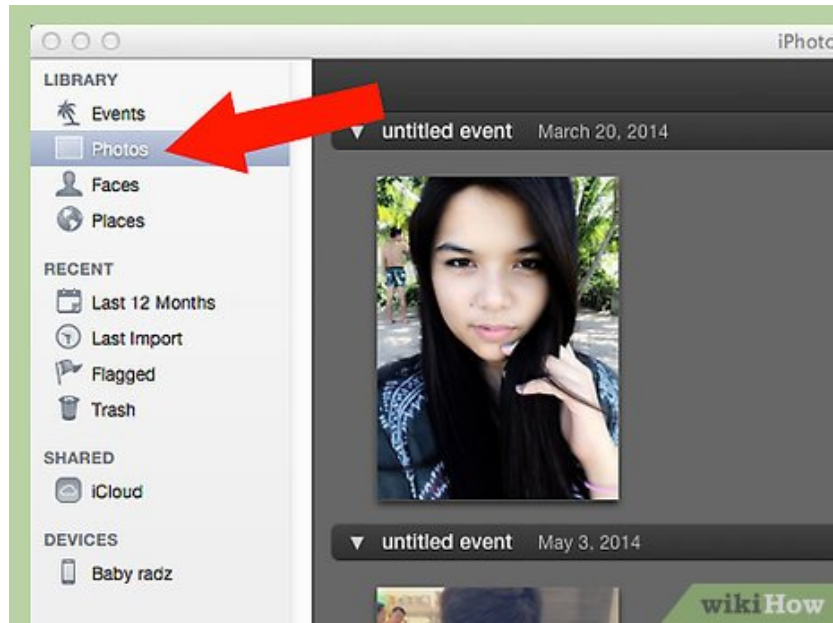 iPhoto
LIBRARY
Events
Photos
Faces
Places
RECENT
Last 12 Months
Last Import
Flagged
Trash
SHARED
iCloud
DEVICES
Baby radz
untitled event March 20, 2014
untitled event May 3, 2014
wikiHow